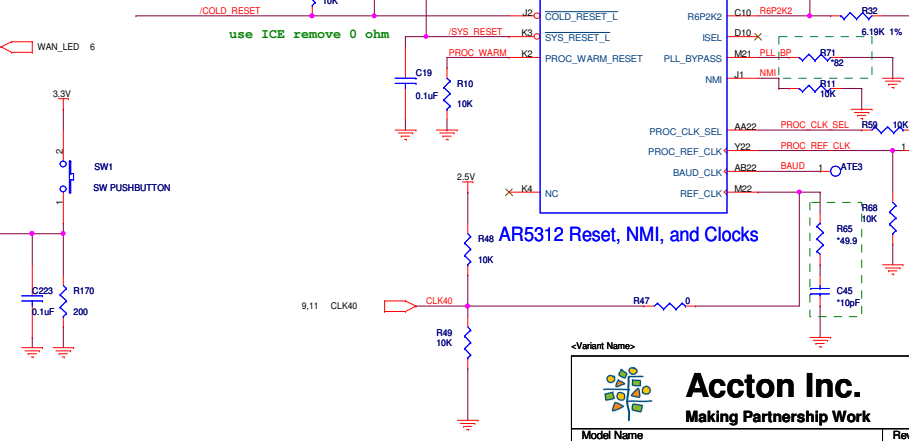 10K
/COLD_RESET
J2
COLD_RESET_L
R6P2K2
C10
R6P2K2
R32
6.19K 1%
use ICE remove 0 ohm
/SYS_RESET
K3
SYS_RESET_L
ISEL
D10
WAN_LED 6
PROC_WARM
K2
PROC_WARM_RESET
PLL_BYPASS
M21
PLL_BP
R71
*82
C19
0.1uF
R10
10K
NMI
J1
NMI
R11
10K
3.3V
PROC_CLK_SEL
AA22
PROC_CLK_SEL
R59
10K
PROC_REF_CLK
Y22
PROC_REF_CLK
1
2
SW1
SW PUSHBUTTON
1
BAUD_CLK
AB22
BAUD
1
ATE3
2.5V
K4
NC
REF_CLK
M22
R68
10K
R65
*49.9
AR5312 Reset, NMI, and Clocks
R48
10K
C223
0.1uF
R170
200
C45
*10pF
9,11 CLK40
CLK40
R47
0
R49
10K
<Variant Name>
Accton Inc.
Making Partnership Work
Model Name
Rev